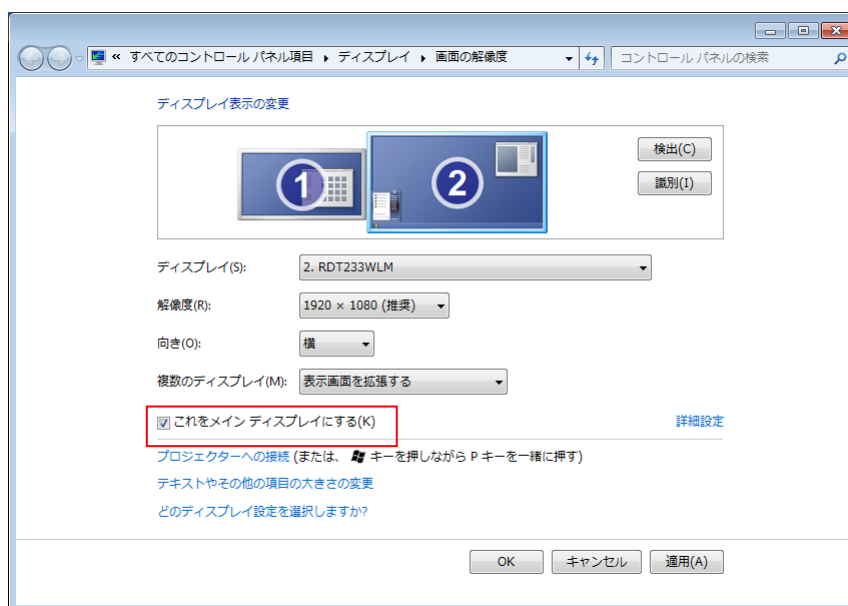 « すべてのコントロール パネル項目 ▸ ディスプレイ ▸ 画面の解像度
コントロール パネルの検索
ディスプレイ表示の変更
1
2
検出(C)
識別(I)
ディスプレイ(S): 2. RDT233WLM
解像度(R): 1920 × 1080 (推奨)
向き(O): 横
複数のディスプレイ(M): 表示画面を拡張する
これをメイン ディスプレイにする(K)
詳細設定
プロジェクターへの接続 (または、 キーを押しながら P キーを一緒に押す)
テキストやその他の項目の大きさの変更
どのディスプレイ設定を選択しますか?
OK キャンセル 適用(A)